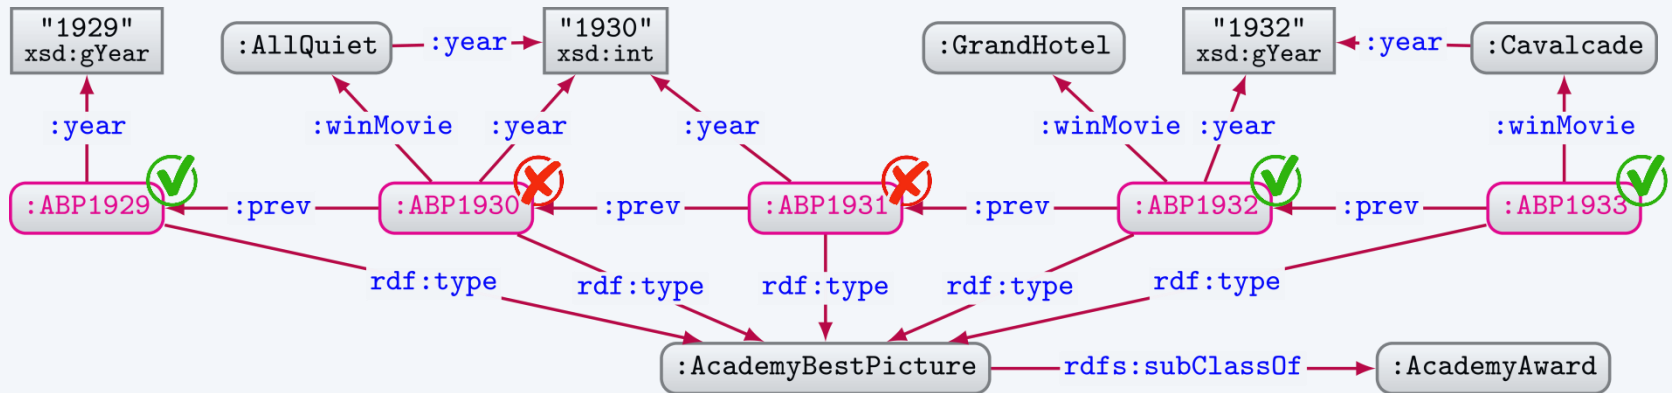 "1929"
xsd:gYear
:AllQuiet
:year
"1930"
xsd:int
:GrandHotel
"1932"
xsd:gYear
:year
:Cavalcade
:year
:winMovie
:year
:year
:winMovie
:year
:winMovie
:ABP1929
:prev
:ABP1930
:prev
:ABP1931
:prev
:ABP1932
:prev
:ABP1933
rdf:type
rdf:type
rdf:type
rdf:type
rdf:type
:AcademyBestPicture
rdfs:subClassOf
:AcademyAward